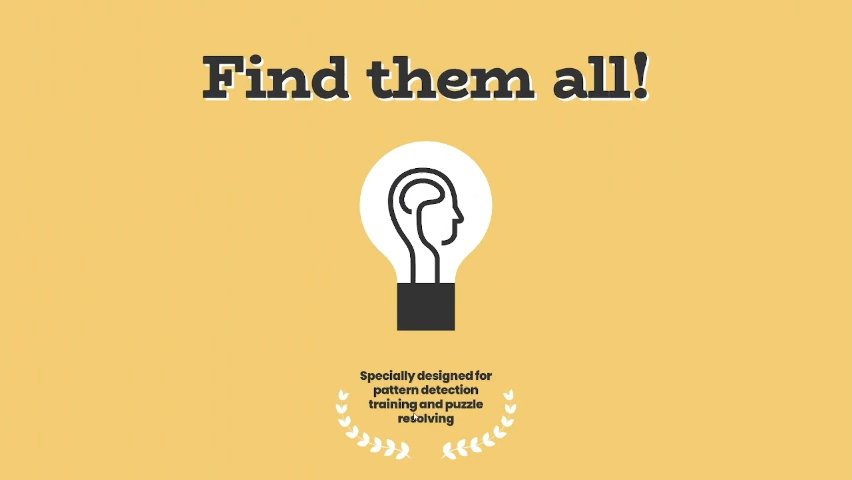 Find them all!
Specially designed for
pattern detection
training and puzzle
resolving